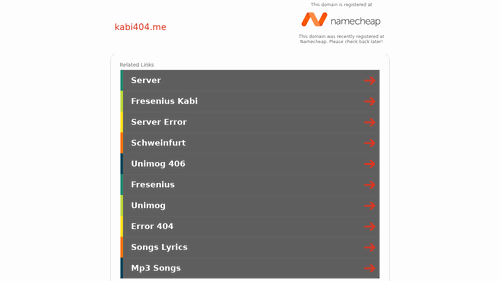 This domain is registered at
kabi404.me
namecheap
This domain was recently registered at
Namecheap. Please check back later!
Related Links
Server
Fresenius Kabi
Server Error
Schweinfurt
Unimog 406
Fresenius
Unimog
Error 404
Songs Lyrics
Mp3 Songs